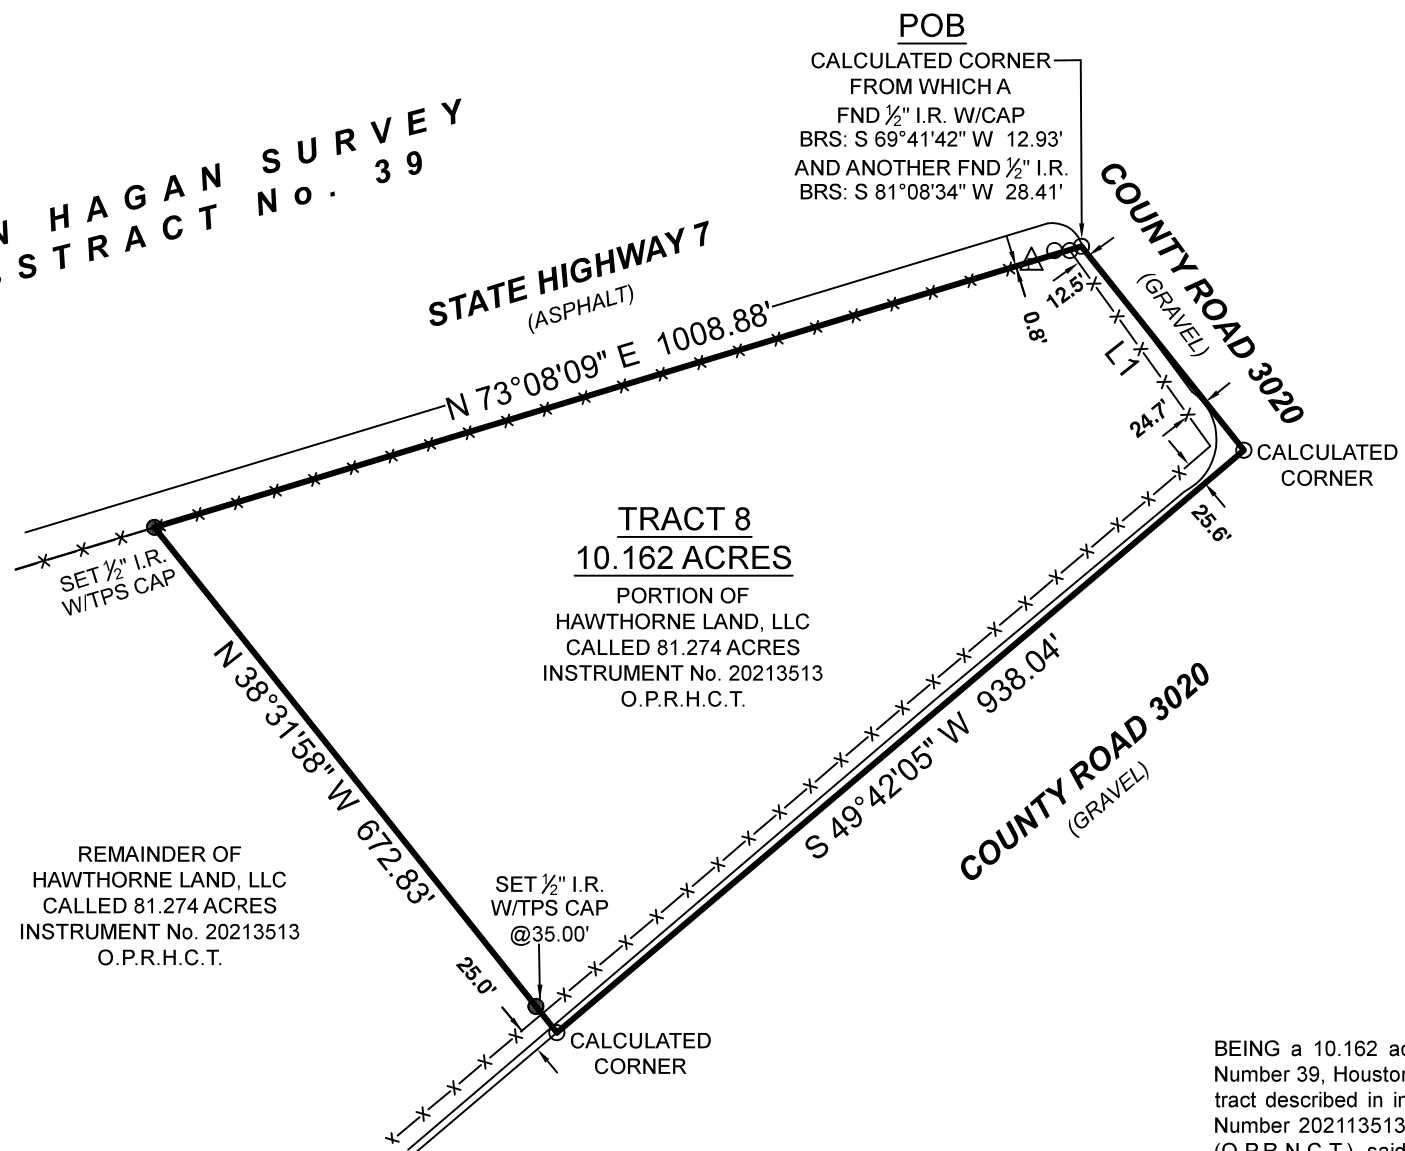 POB
CALCULATED CORNER
FROM WHICH A
FND ½" I.R. W/CAP
BRS: S 69°41'42" W 12.93'
AND ANOTHER FND ½" I.R.
BRS: S 81°08'34" W 28.41'
HAGAN SURVEY
STRACT No. 39
STATE HIGHWAY 7
(ASPHALT)
N 73°08'09" E 1008.88'
COUNTY ROAD 3020
(GRAVEL)
12.5'
0.8'
L1
24.7'
CALCULATED
CORNER
25.6'
SET ½" I.R.
W/TPS CAP
TRACT 8
10.162 ACRES
PORTION OF
HAWTHORNE LAND, LLC
CALLED 81.274 ACRES
INSTRUMENT No. 20213513
O.P.R.H.C.T.
N 38°31'58" W 672.83'
S 49°42'05" W 938.04'
COUNTY ROAD 3020
(GRAVEL)
REMAINDER OF
HAWTHORNE LAND, LLC
CALLED 81.274 ACRES
INSTRUMENT No. 20213513
O.P.R.H.C.T.
SET ½" I.R.
W/TPS CAP
@35.00'
25.0'
CALCULATED
CORNER
BEING a 10.162 ac
Number 39, Houston
tract described in in
Number 202113513
(O.P.R.N.C.T.), said